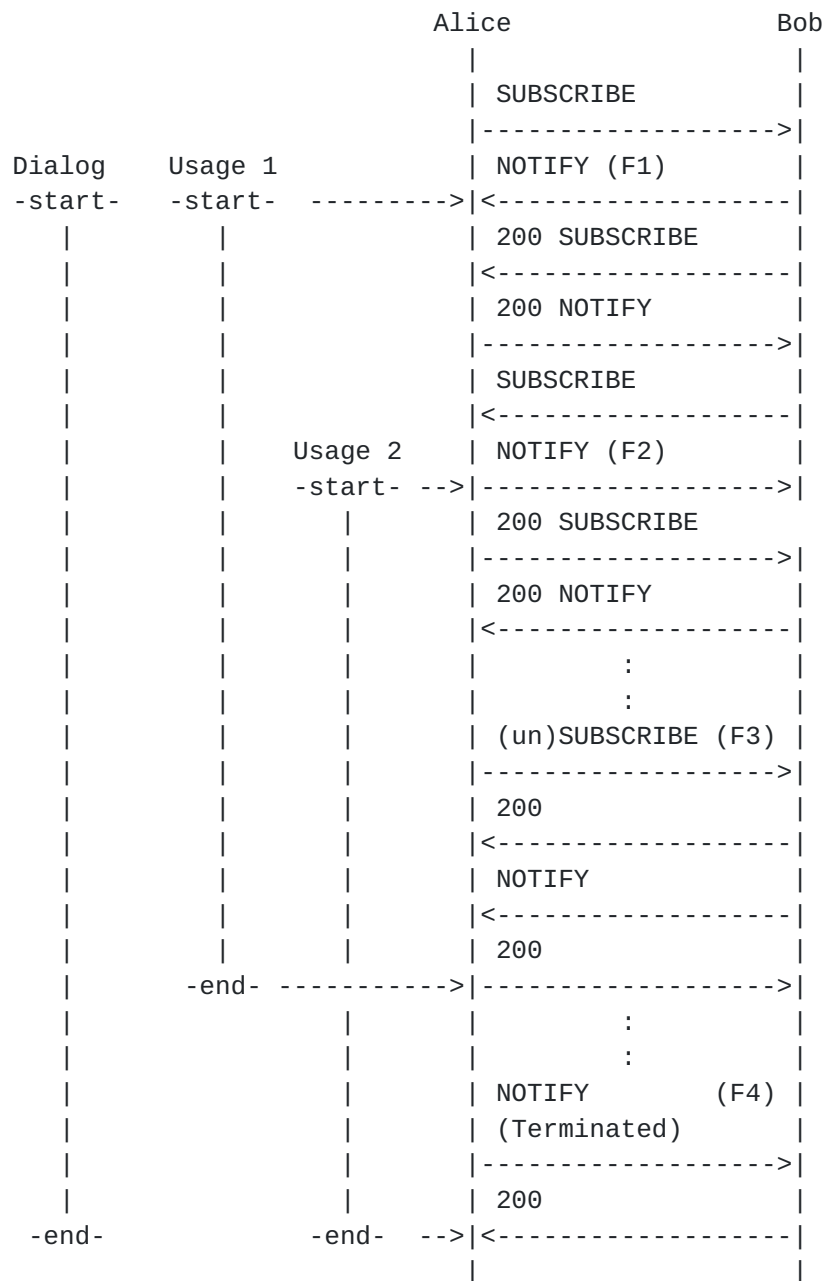 Alice Bob
SUBSCRIBE
Dialog Usage 1 NOTIFY (F1)
-start- -start-
200 SUBSCRIBE
200 NOTIFY
SUBSCRIBE
Usage 2 NOTIFY (F2)
-start-
200 SUBSCRIBE
200 NOTIFY
:
:
(un)SUBSCRIBE (F3)
200
NOTIFY
200
-end-
:
:
NOTIFY (F4)
(Terminated)
200
-end- -end-